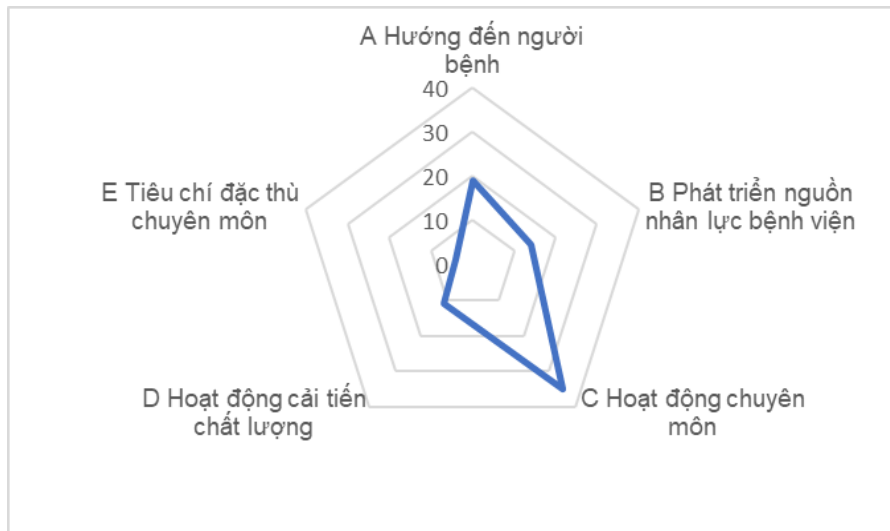 A Hướng đến người
bệnh
40
30
20
10
0
E Tiêu chí đặc thù
chuyên môn
B Phát triển nguồn
nhân lực bệnh viện
D Hoạt động cải tiến
chất lượng
C Hoạt động chuyên
môn